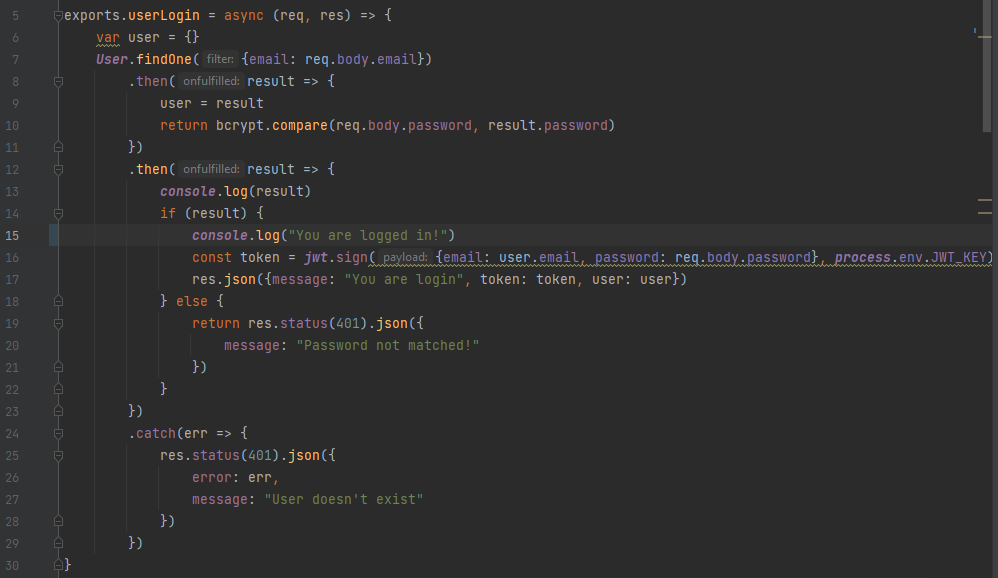 5 exports.userLogin = async (req, res) => {
6 var user = {}
7 User.findOne( filter: {email: req.body.email})
8 .then( onfulfilled: result => {
9 user = result
10 return bcrypt.compare(req.body.password, result.password)
11 })
12 .then( onfulfilled: result => {
13 console.log(result)
14 if (result) {
15 console.log("You are logged in!")
16 const token = jwt.sign( payload: {email: user.email, password: req.body.password}, process.env.JWT_KEY)
17 res.json({message: "You are login", token: token, user: user})
18 } else {
19 return res.status(401).json({
20 message: "Password not matched!"
21 })
22 }
23 })
24 .catch(err => {
25 res.status(401).json({
26 error: err,
27 message: "User doesn't exist"
28 })
29 })
30 }